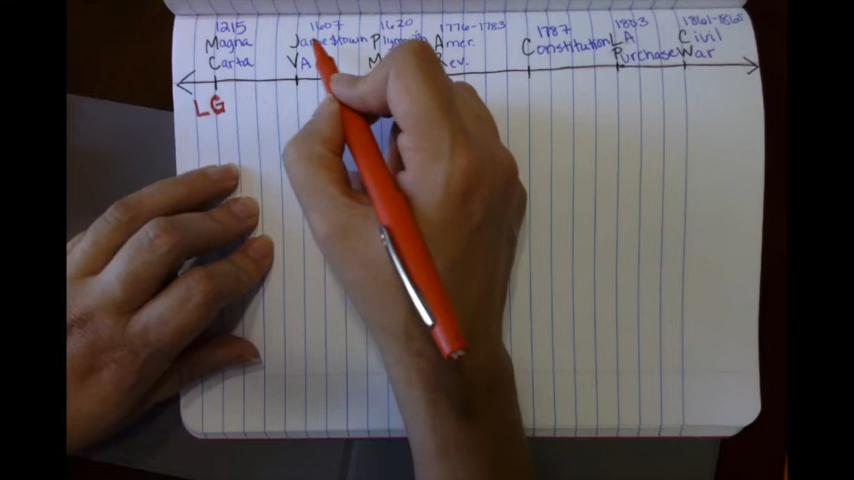 1215 1607 1620 1776-1783 1787 1803 1861-1865
Magna Jamestown Plymouth Amer. Constitution LA Civil
Carta VA M Rev. Purchase War
LG